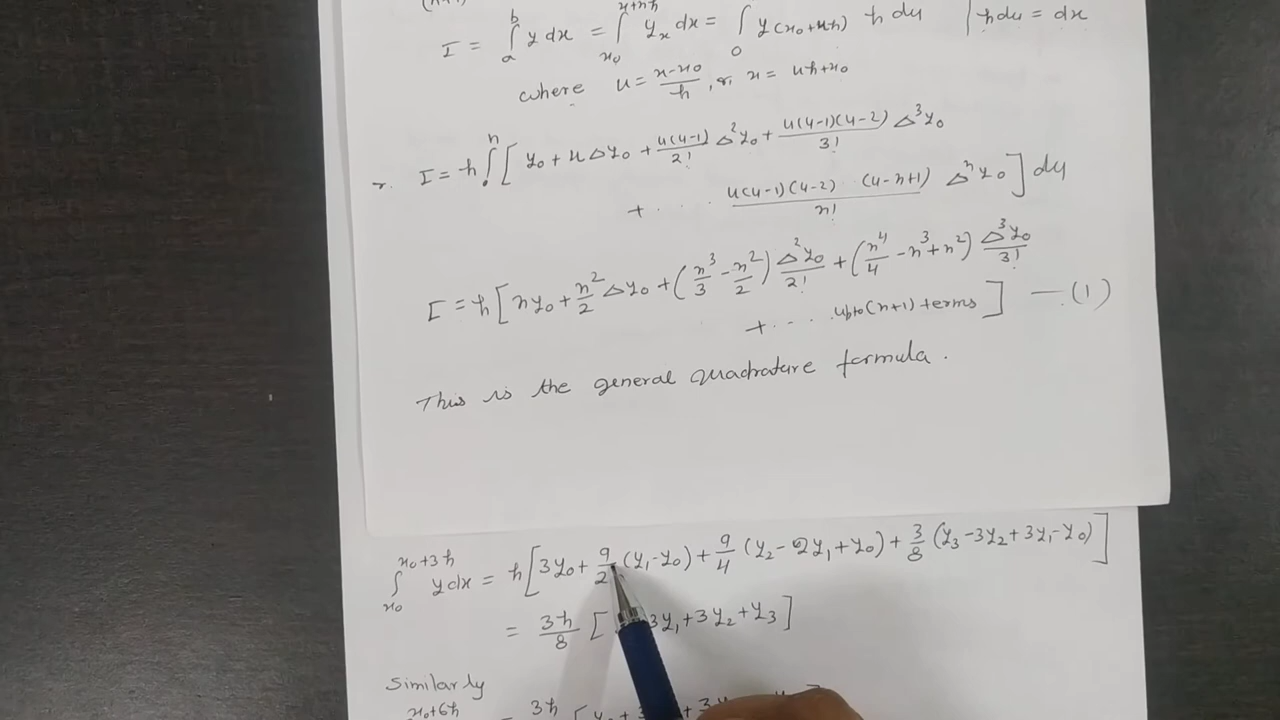 I = ∫_a^b y dx = ∫_{x₀}^{x+nh} y_x dx = ∫_0 y(x₀+uh) h du | h du = dx
where u = (x-x₀)/h, or, x = uh+x₀
r. I = h ∫_0^n [ y₀ + u Δy₀ + u(u-1)/2! Δ²y₀ + u(u-1)(u-2)/3! Δ³y₀
+ . . . . u(u-1)(u-2) . . (u-n+1)/n! Δⁿy₀ ] du
I = h [ ny₀ + n²/2 Δy₀ + (n³/3 - n²/2) Δ²y₀/2! + (n⁴/4 - n³ + n²) Δ³y₀/3!
+ - . . . . upto (n+1) terms ] — (1)
This is the general quadrature formula.
∫_{x₀}^{x₀+3h} y dx = h [ 3y₀ + 9/2 (y₁-y₀) + 9/4 (y₂ - 2y₁ + y₀) + 3/8 (y₃ - 3y₂ + 3y₁ - y₀) ]
= 3h/8 [ 3y₁ + 3y₂ + y₃ ]
Similarly
x₀+6h = 3h [ y₀ + 3